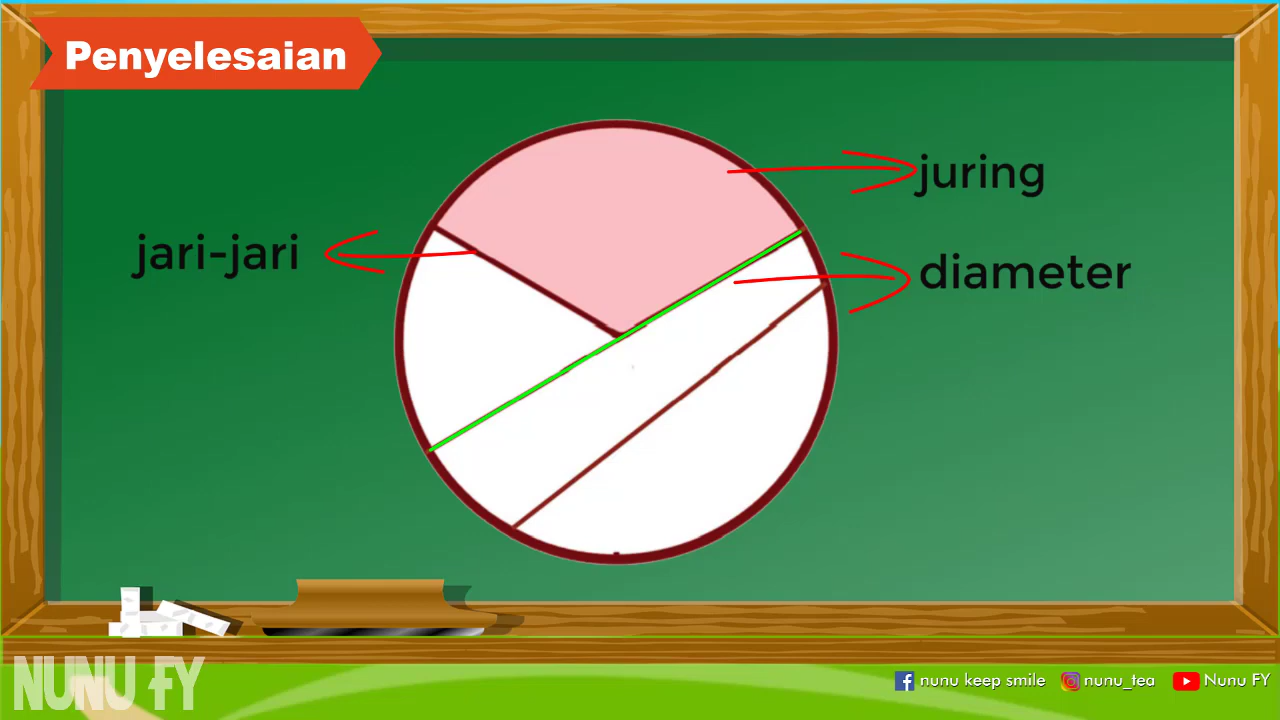 Penyelesaian
juring
jari-jari
diameter
NUNU FY
nunu keep smile nunu_tea Nunu FY